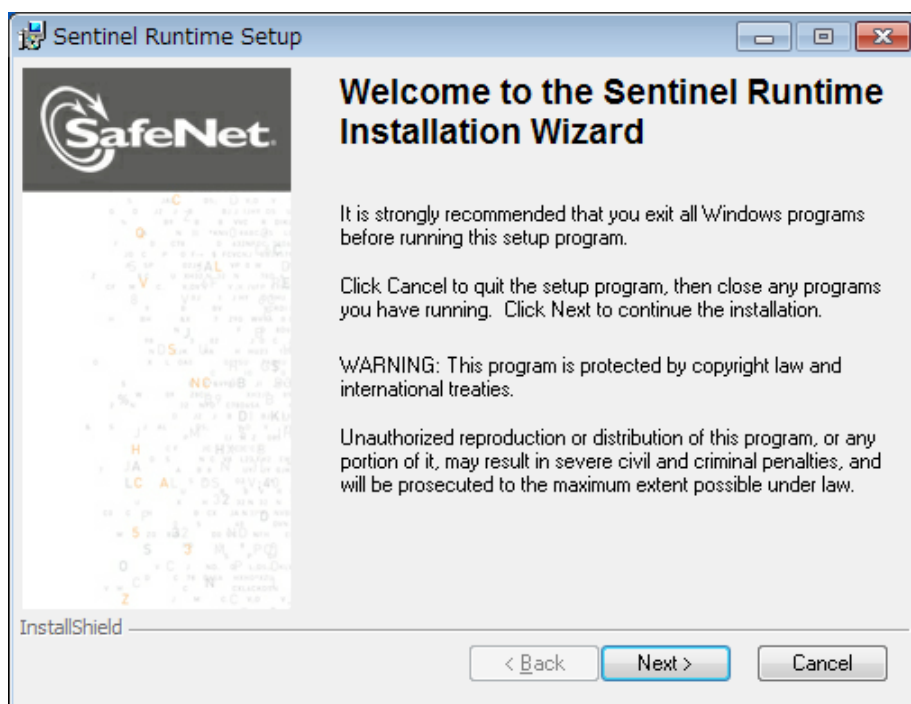 Sentinel Runtime Setup
SafeNet.
Welcome to the Sentinel Runtime
Installation Wizard
It is strongly recommended that you exit all Windows programs
before running this setup program.
Click Cancel to quit the setup program, then close any programs
you have running.  Click Next to continue the installation.
WARNING: This program is protected by copyright law and
international treaties.
Unauthorized reproduction or distribution of this program, or any
portion of it, may result in severe civil and criminal penalties, and
will be prosecuted to the maximum extent possible under law.
InstallShield
< Back
Next >
Cancel